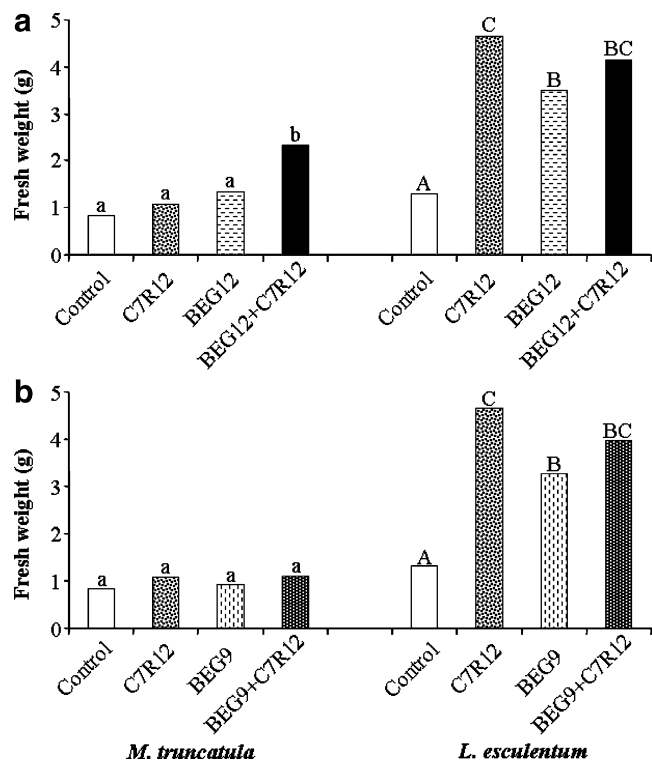 a
Fresh weight (g)
5
4
3
2
1
0
a
a
a
b
A
C
B
BC
Control
C7R12
BEG12
BEG12+C7R12
Control
C7R12
BEG12
BEG12+C7R12
b
Fresh weight (g)
5
4
3
2
1
0
a
a
a
a
A
C
B
BC
Control
C7R12
BEG9
BEG9+C7R12
Control
C7R12
BEG9
BEG9+C7R12
M. truncatula
L. esculentum